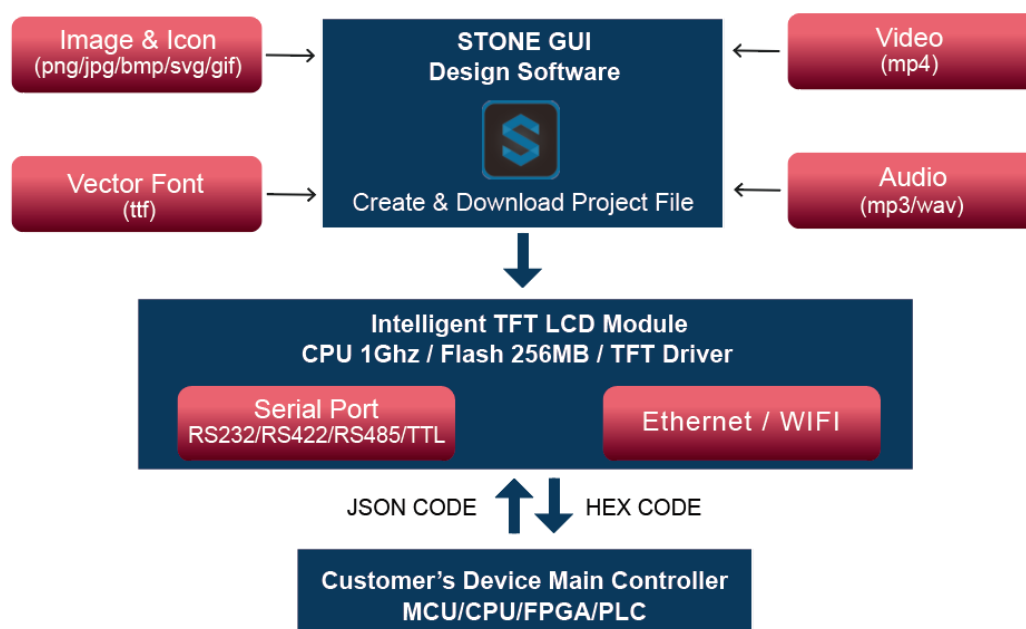 Image & Icon
(png/jpg/bmp/svg/gif)
STONE GUI
Design Software
Video
(mp4)
Vector Font
(ttf)
Create & Download Project File
Audio
(mp3/wav)
Intelligent TFT LCD Module
CPU 1Ghz / Flash 256MB / TFT Driver
Serial Port
RS232/RS422/RS485/TTL
Ethernet / WIFI
JSON CODE
HEX CODE
Customer’s Device Main Controller
MCU/CPU/FPGA/PLC